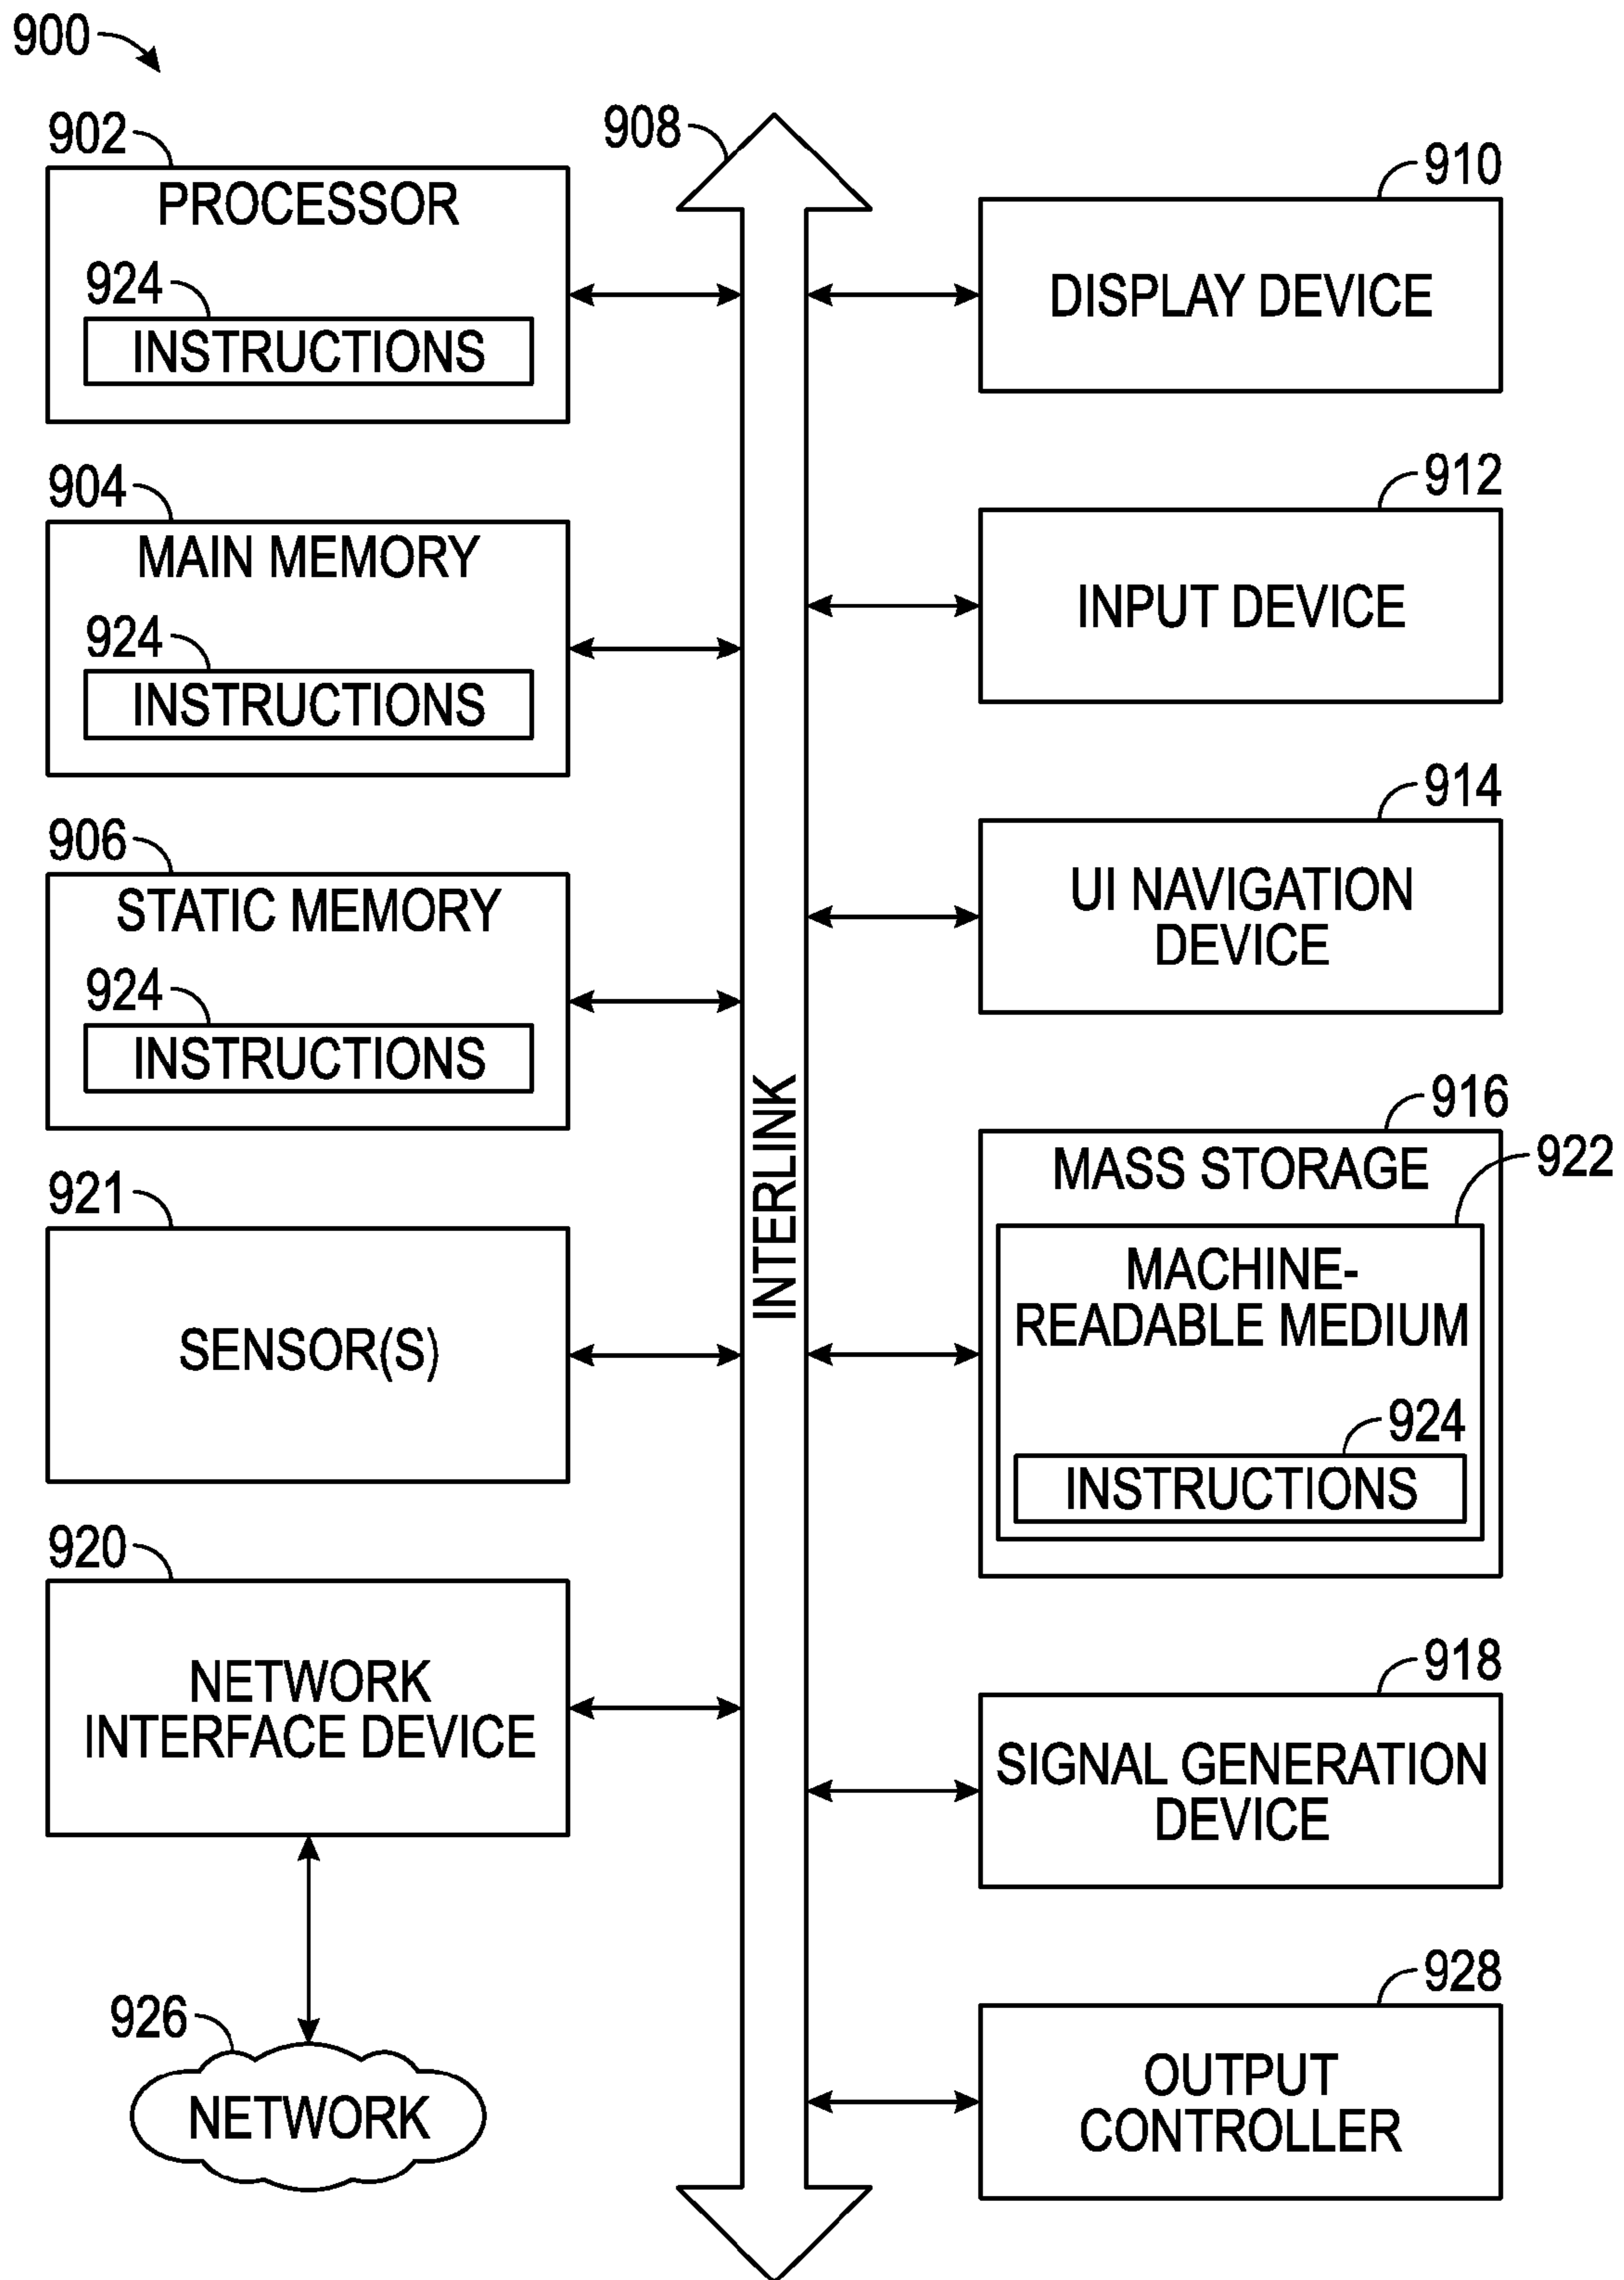 900
902
PROCESSOR
924
INSTRUCTIONS
904
MAIN MEMORY
924
INSTRUCTIONS
906
STATIC MEMORY
924
INSTRUCTIONS
921
SENSOR(S)
920
NETWORK
INTERFACE DEVICE
926
NETWORK
908
INTERLINK
910
DISPLAY DEVICE
912
INPUT DEVICE
914
UI NAVIGATION
DEVICE
916
MASS STORAGE
922
MACHINE-
READABLE MEDIUM
924
INSTRUCTIONS
918
SIGNAL GENERATION
DEVICE
928
OUTPUT
CONTROLLER